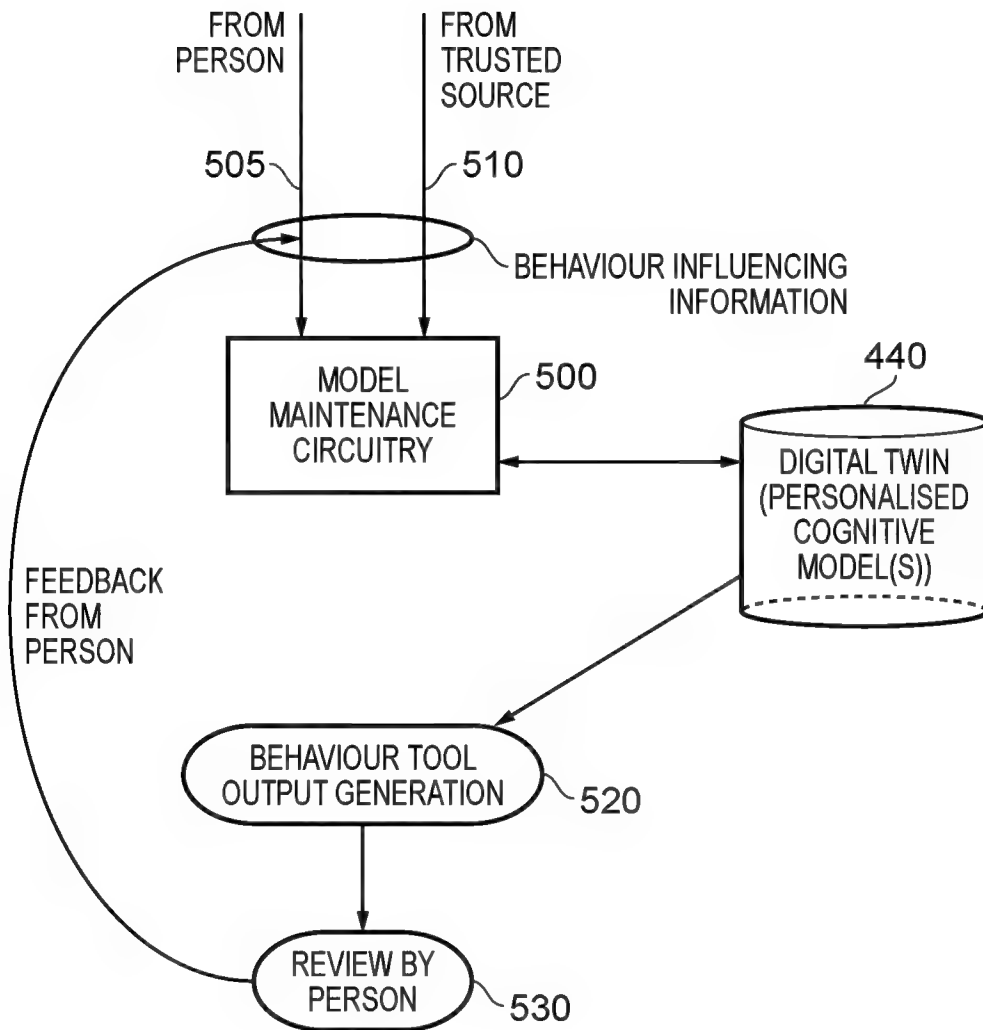 FROM
PERSON
FROM
TRUSTED
SOURCE
505
510
BEHAVIOUR INFLUENCING
INFORMATION
MODEL
MAINTENANCE
CIRCUITRY
500
440
DIGITAL TWIN
(PERSONALISED
COGNITIVE
MODEL(S))
FEEDBACK
FROM
PERSON
BEHAVIOUR TOOL
OUTPUT GENERATION
520
REVIEW BY
PERSON
530